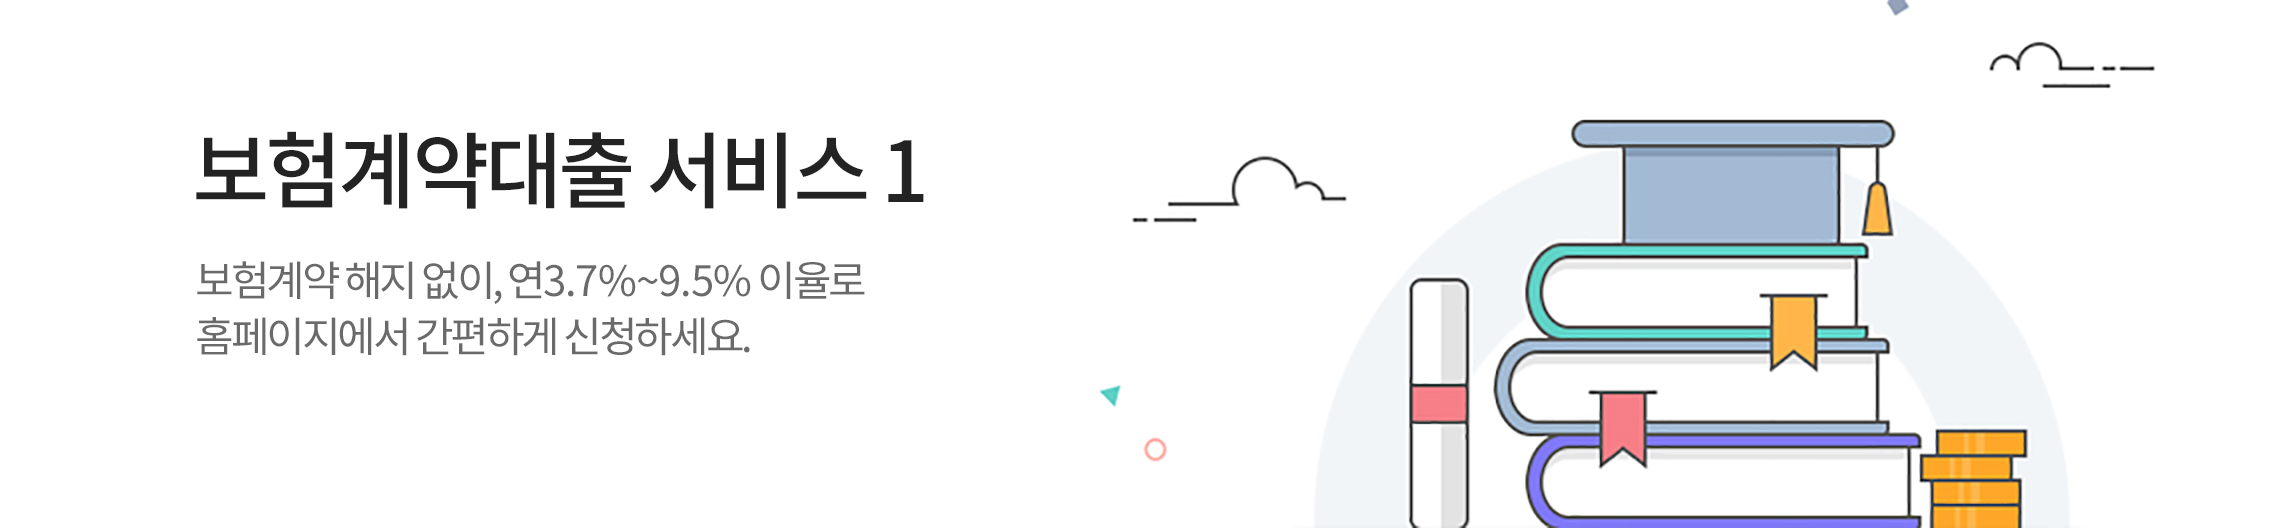 보험계약대출 서비스 1
보험계약 해지 없이, 연3.7%~9.5% 이율로
홈페이지에서 간편하게 신청하세요.